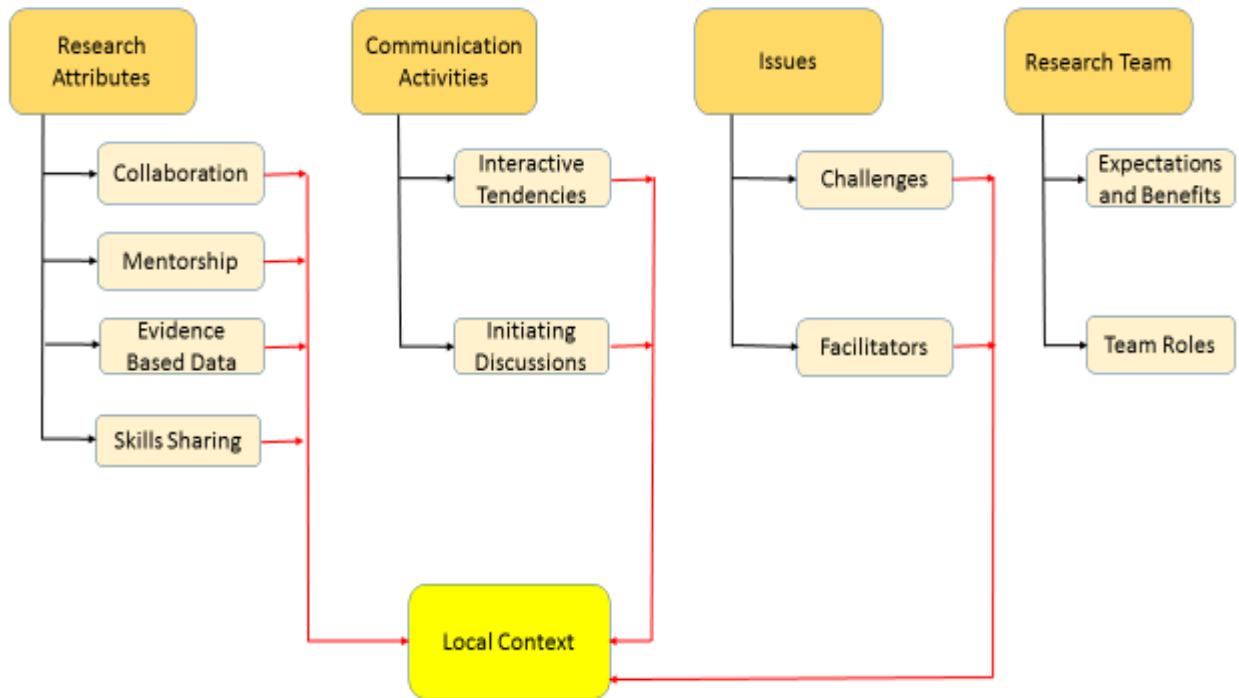 Research
Attributes
Communication
Activities
Issues
Research Team
Collaboration
Mentorship
Evidence
Based Data
Skills Sharing
Interactive
Tendencies
Initiating
Discussions
Challenges
Facilitators
Expectations
and Benefits
Team Roles
Local Context